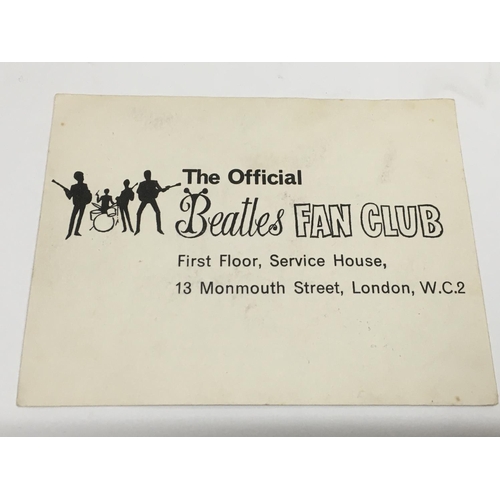 The Official
Beatles FAN CLUB
First Floor, Service House,
13 Monmouth Street, London, W.C.2